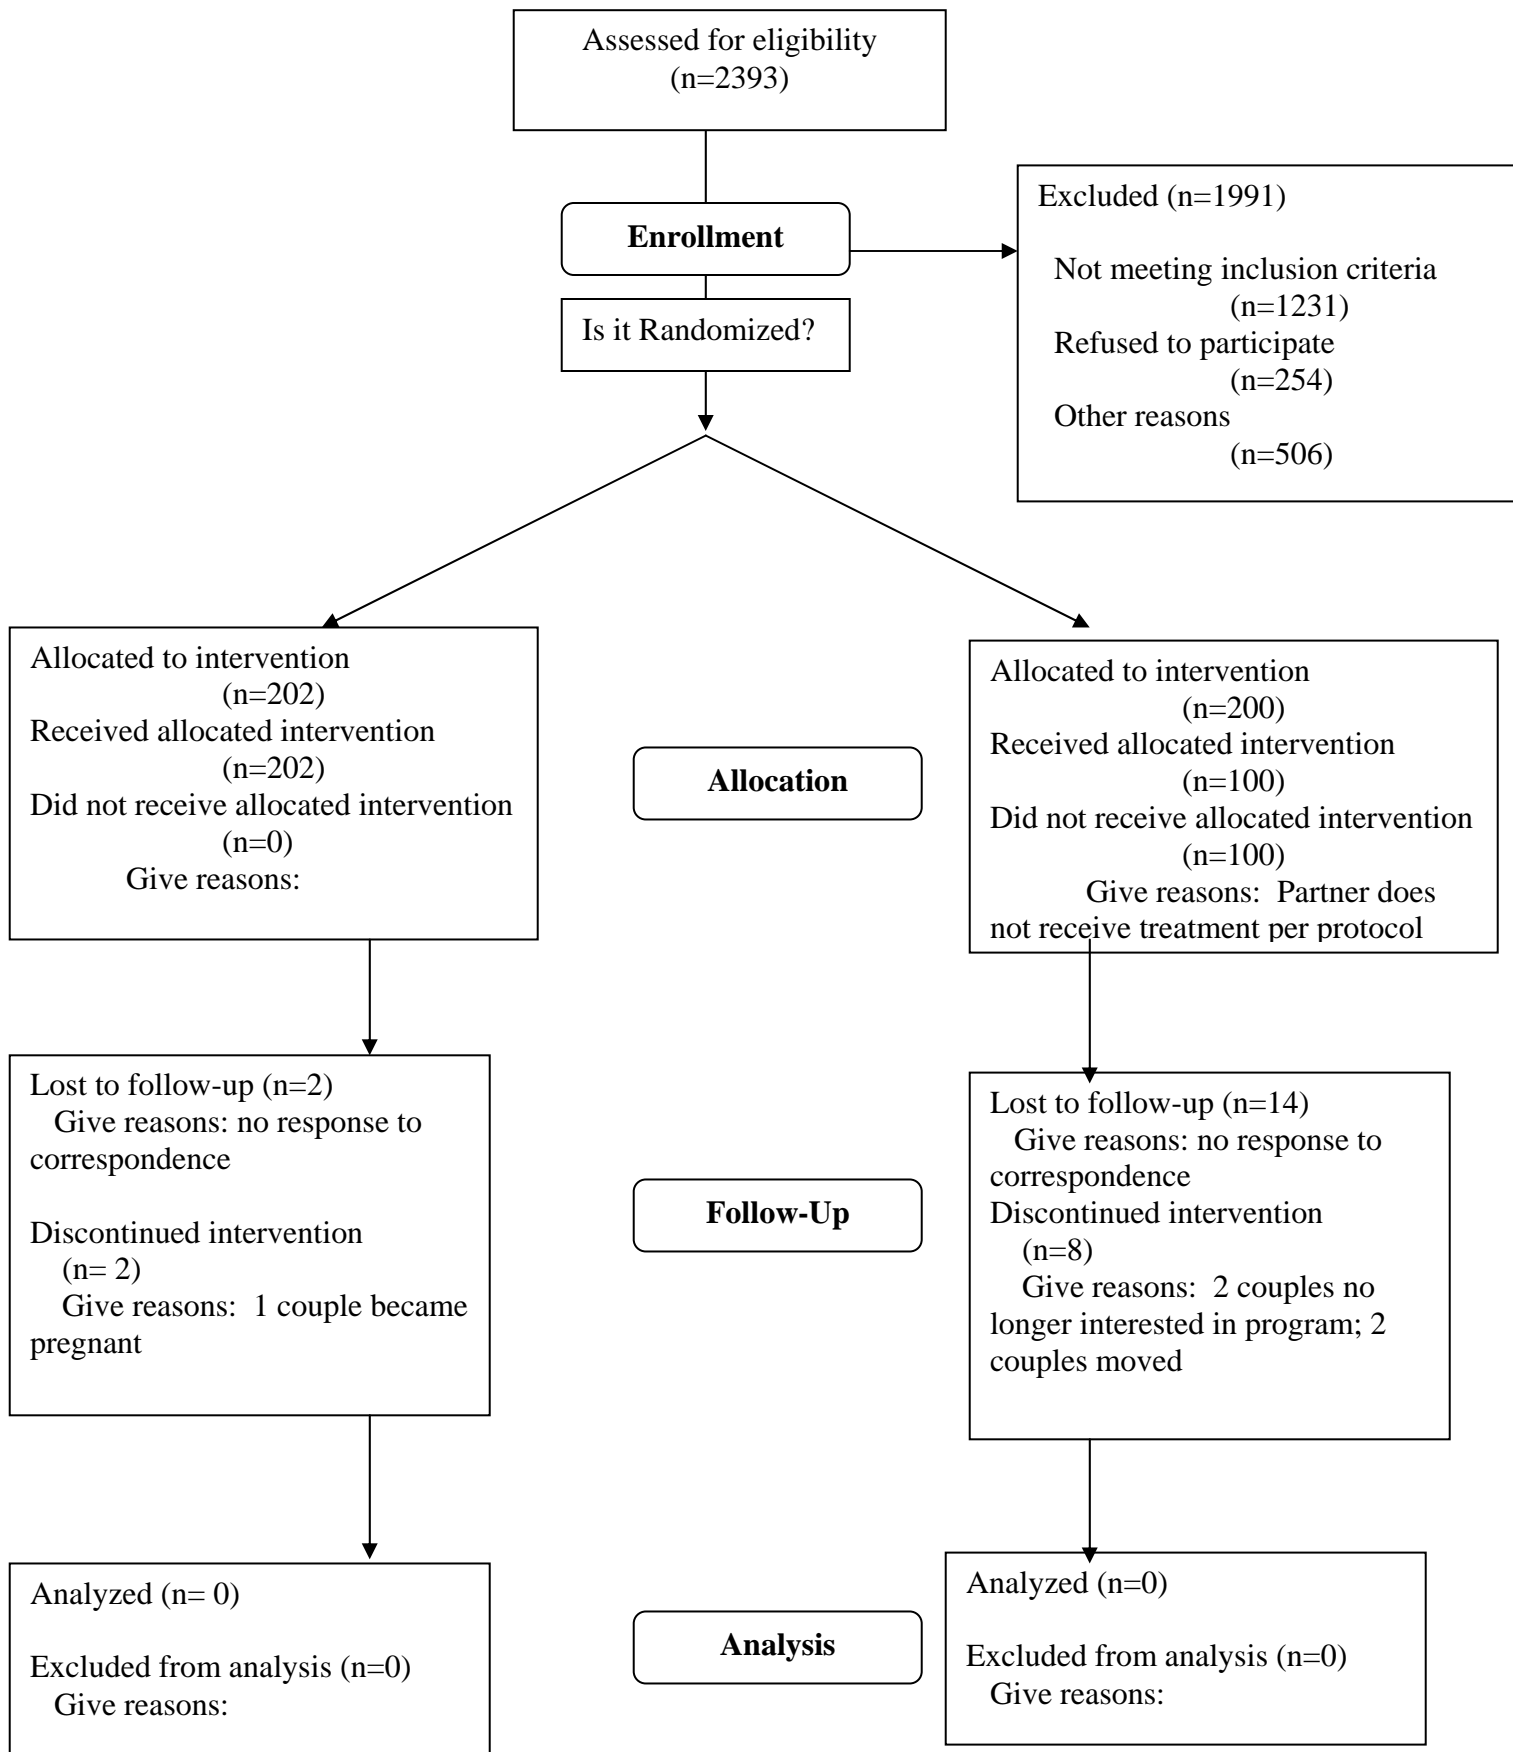 Assessed for eligibility
(n=2393)
Enrollment
Excluded (n=1991)
Not meeting inclusion criteria
(n=1231)
Refused to participate
(n=254)
Other reasons
(n=506)
Is it Randomized?
Allocated to intervention
(n=202)
Received allocated intervention
(n=202)
Did not receive allocated intervention
(n=0)
Give reasons:
Allocation
Allocated to intervention
(n=200)
Received allocated intervention
(n=100)
Did not receive allocated intervention
(n=100)
Give reasons:  Partner does
not receive treatment per protocol
Lost to follow-up (n=2)
Give reasons: no response to
correspondence
Discontinued intervention
(n= 2)
Give reasons:  1 couple became
pregnant
Follow-Up
Lost to follow-up (n=14)
Give reasons: no response to
correspondence
Discontinued intervention
(n=8)
Give reasons:  2 couples no
longer interested in program; 2
couples moved
Analyzed (n= 0)
Excluded from analysis (n=0)
Give reasons:
Analysis
Analyzed (n=0)
Excluded from analysis (n=0)
Give reasons: